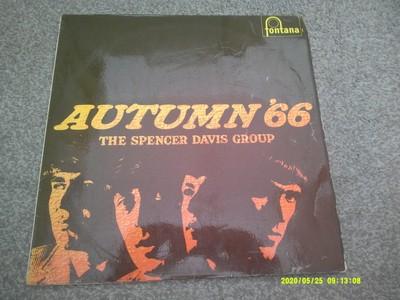 fontana
AUTUMN '66
THE SPENCER DAVIS GROUP
2020/05/25 09:13:08